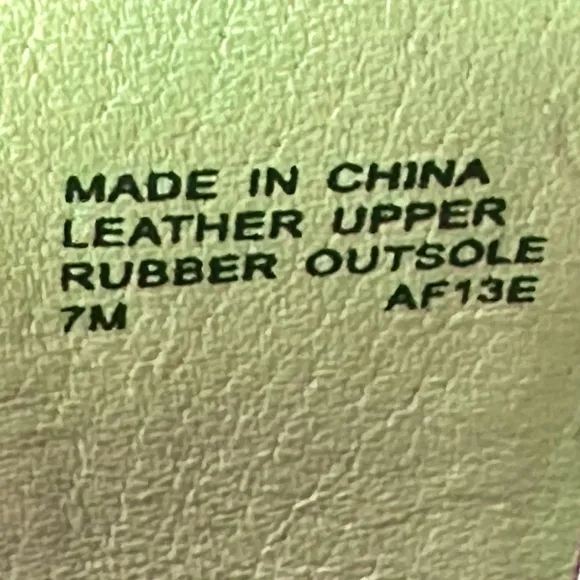 MADE IN CHINA
LEATHER UPPER
RUBBER OUTSOLE
7M AF13E